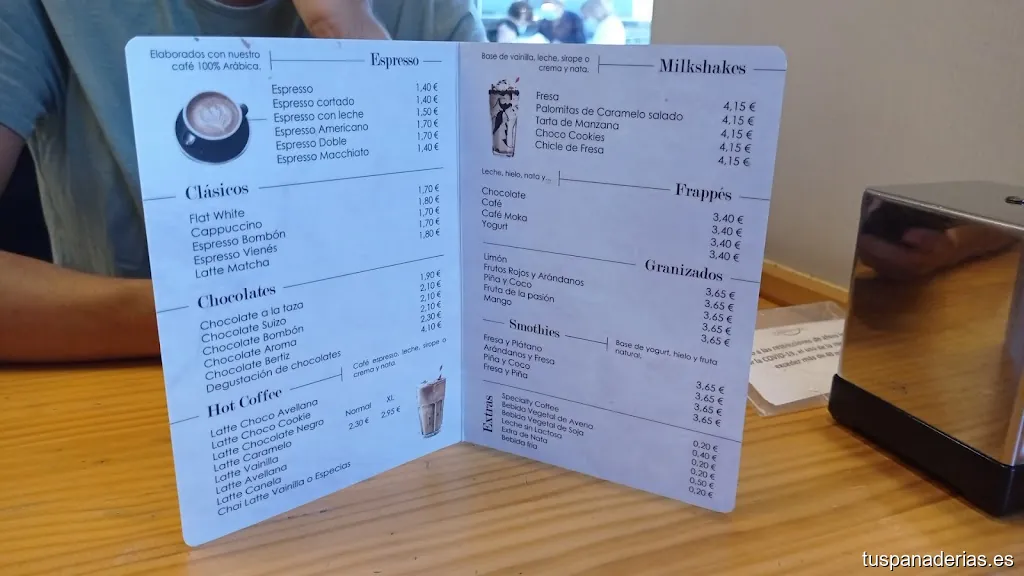 Elaborados con nuestro
café 100% Arábica.
Espresso
Espresso 1,40 €
Espresso cortado 1,40 €
Espresso con leche 1,50 €
Espresso Americano 1,70 €
Espresso Doble 1,70 €
Espresso Macchiato 1,40 €
Clásicos
Flat White 1,70 €
Cappuccino 1,80 €
Espresso Bombón 1,70 €
Espresso Vienés 1,70 €
Latte Matcha 1,80 €
Chocolates
Chocolate a la taza 1,90 €
Chocolate Suizo 2,10 €
Chocolate Bombón 2,10 €
Chocolate Aroma 2,10 €
Chocolate Bertiz 2,30 €
Degustación de chocolates 4,10 €
Hot Coffee
Café espresso, leche, sirope o
crema y nata.
Latte Choco Avellana
Latte Choco Cookie
Latte Chocolate Negro
Latte Caramelo
Latte Vainilla
Latte Avellana
Latte Canela
Chai Latte Vainilla o Especias
Normal XL
2,30 € 2,95 €
Base de vainilla, leche, sirope o
crema y nata.
Milkshakes
Fresa 4,15 €
Palomitas de Caramelo salado 4,15 €
Tarta de Manzana 4,15 €
Choco Cookies 4,15 €
Chicle de Fresa 4,15 €
Leche, hielo, nata y...
Frappés
Chocolate 3,40 €
Café 3,40 €
Café Moka 3,40 €
Yogurt 3,40 €
Granizados
Limón 3,65 €
Frutos Rojos y Arándanos 3,65 €
Piña y Coco 3,65 €
Fruta de la pasión 3,65 €
Mango 3,65 €
Smothies
Base de yogurt, hielo y fruta
natural.
Fresa y Plátano 3,65 €
Arándanos y Fresa 3,65 €
Piña y Coco 3,65 €
Fresa y Piña 3,65 €
Extras
Specialty Coffee 0,20 €
Bebida Vegetal de Avena 0,40 €
Bebida Vegetal de Soja 0,20 €
Leche sin Lactosa 0,20 €
Extra de Nata 0,50 €
Bebida fría 0,20 €
tuspanaderias.es